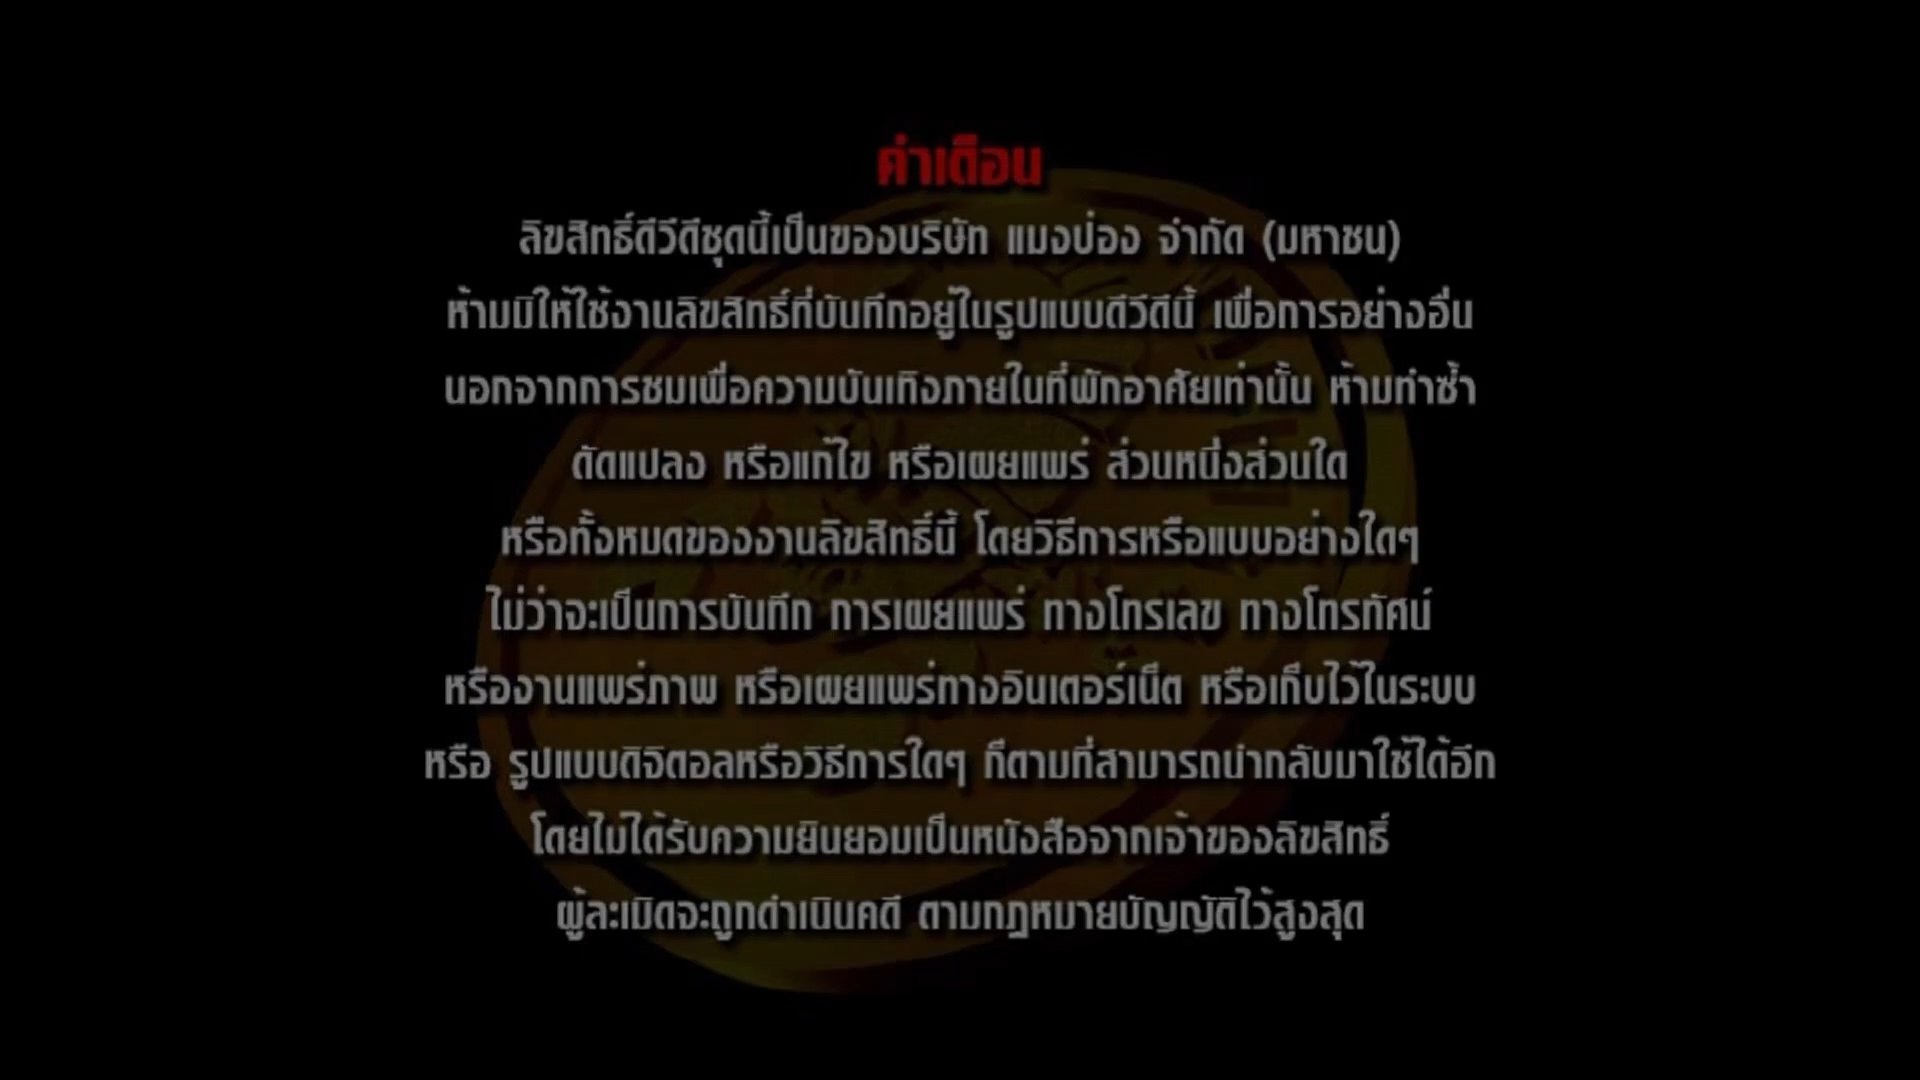 คำเตือน
ลิขสิทธิ์ดีวีดีชุดนี้เป็นของบริษัท แมงป่อง จำกัด (มหาชน)
ห้ามมิให้ใช้งานลิขสิทธิ์ที่บันทึกอยู่ในรูปแบบดีวีดีนี้ เพื่อการอย่างอื่น
นอกจากการชมเพื่อความบันเทิงภายในที่พักอาศัยเท่านั้น ห้ามทำซ้ำ
ดัดแปลง หรือแก้ไข หรือเผยแพร่ ส่วนหนึ่งส่วนใด
หรือทั้งหมดของงานลิขสิทธิ์นี้ โดยวิธีการหรือแบบอย่างใดๆ
ไม่ว่าจะเป็นการบันทึก การเผยแพร่ ทางโทรเลข ทางโทรทัศน์
หรืองานแพร่ภาพ หรือเผยแพร่ทางอินเตอร์เน็ต หรือเก็บไว้ในระบบ
หรือ รูปแบบดิจิตอลหรือวิธีการใดๆ ก็ตามที่สามารถนำกลับมาใช้ได้อีก
โดยไม่ได้รับความยินยอมเป็นหนังสือจากเจ้าของลิขสิทธิ์
ผู้ละเมิดจะถูกดำเนินคดี ตามกฎหมายบัญญัติไว้สูงสุด